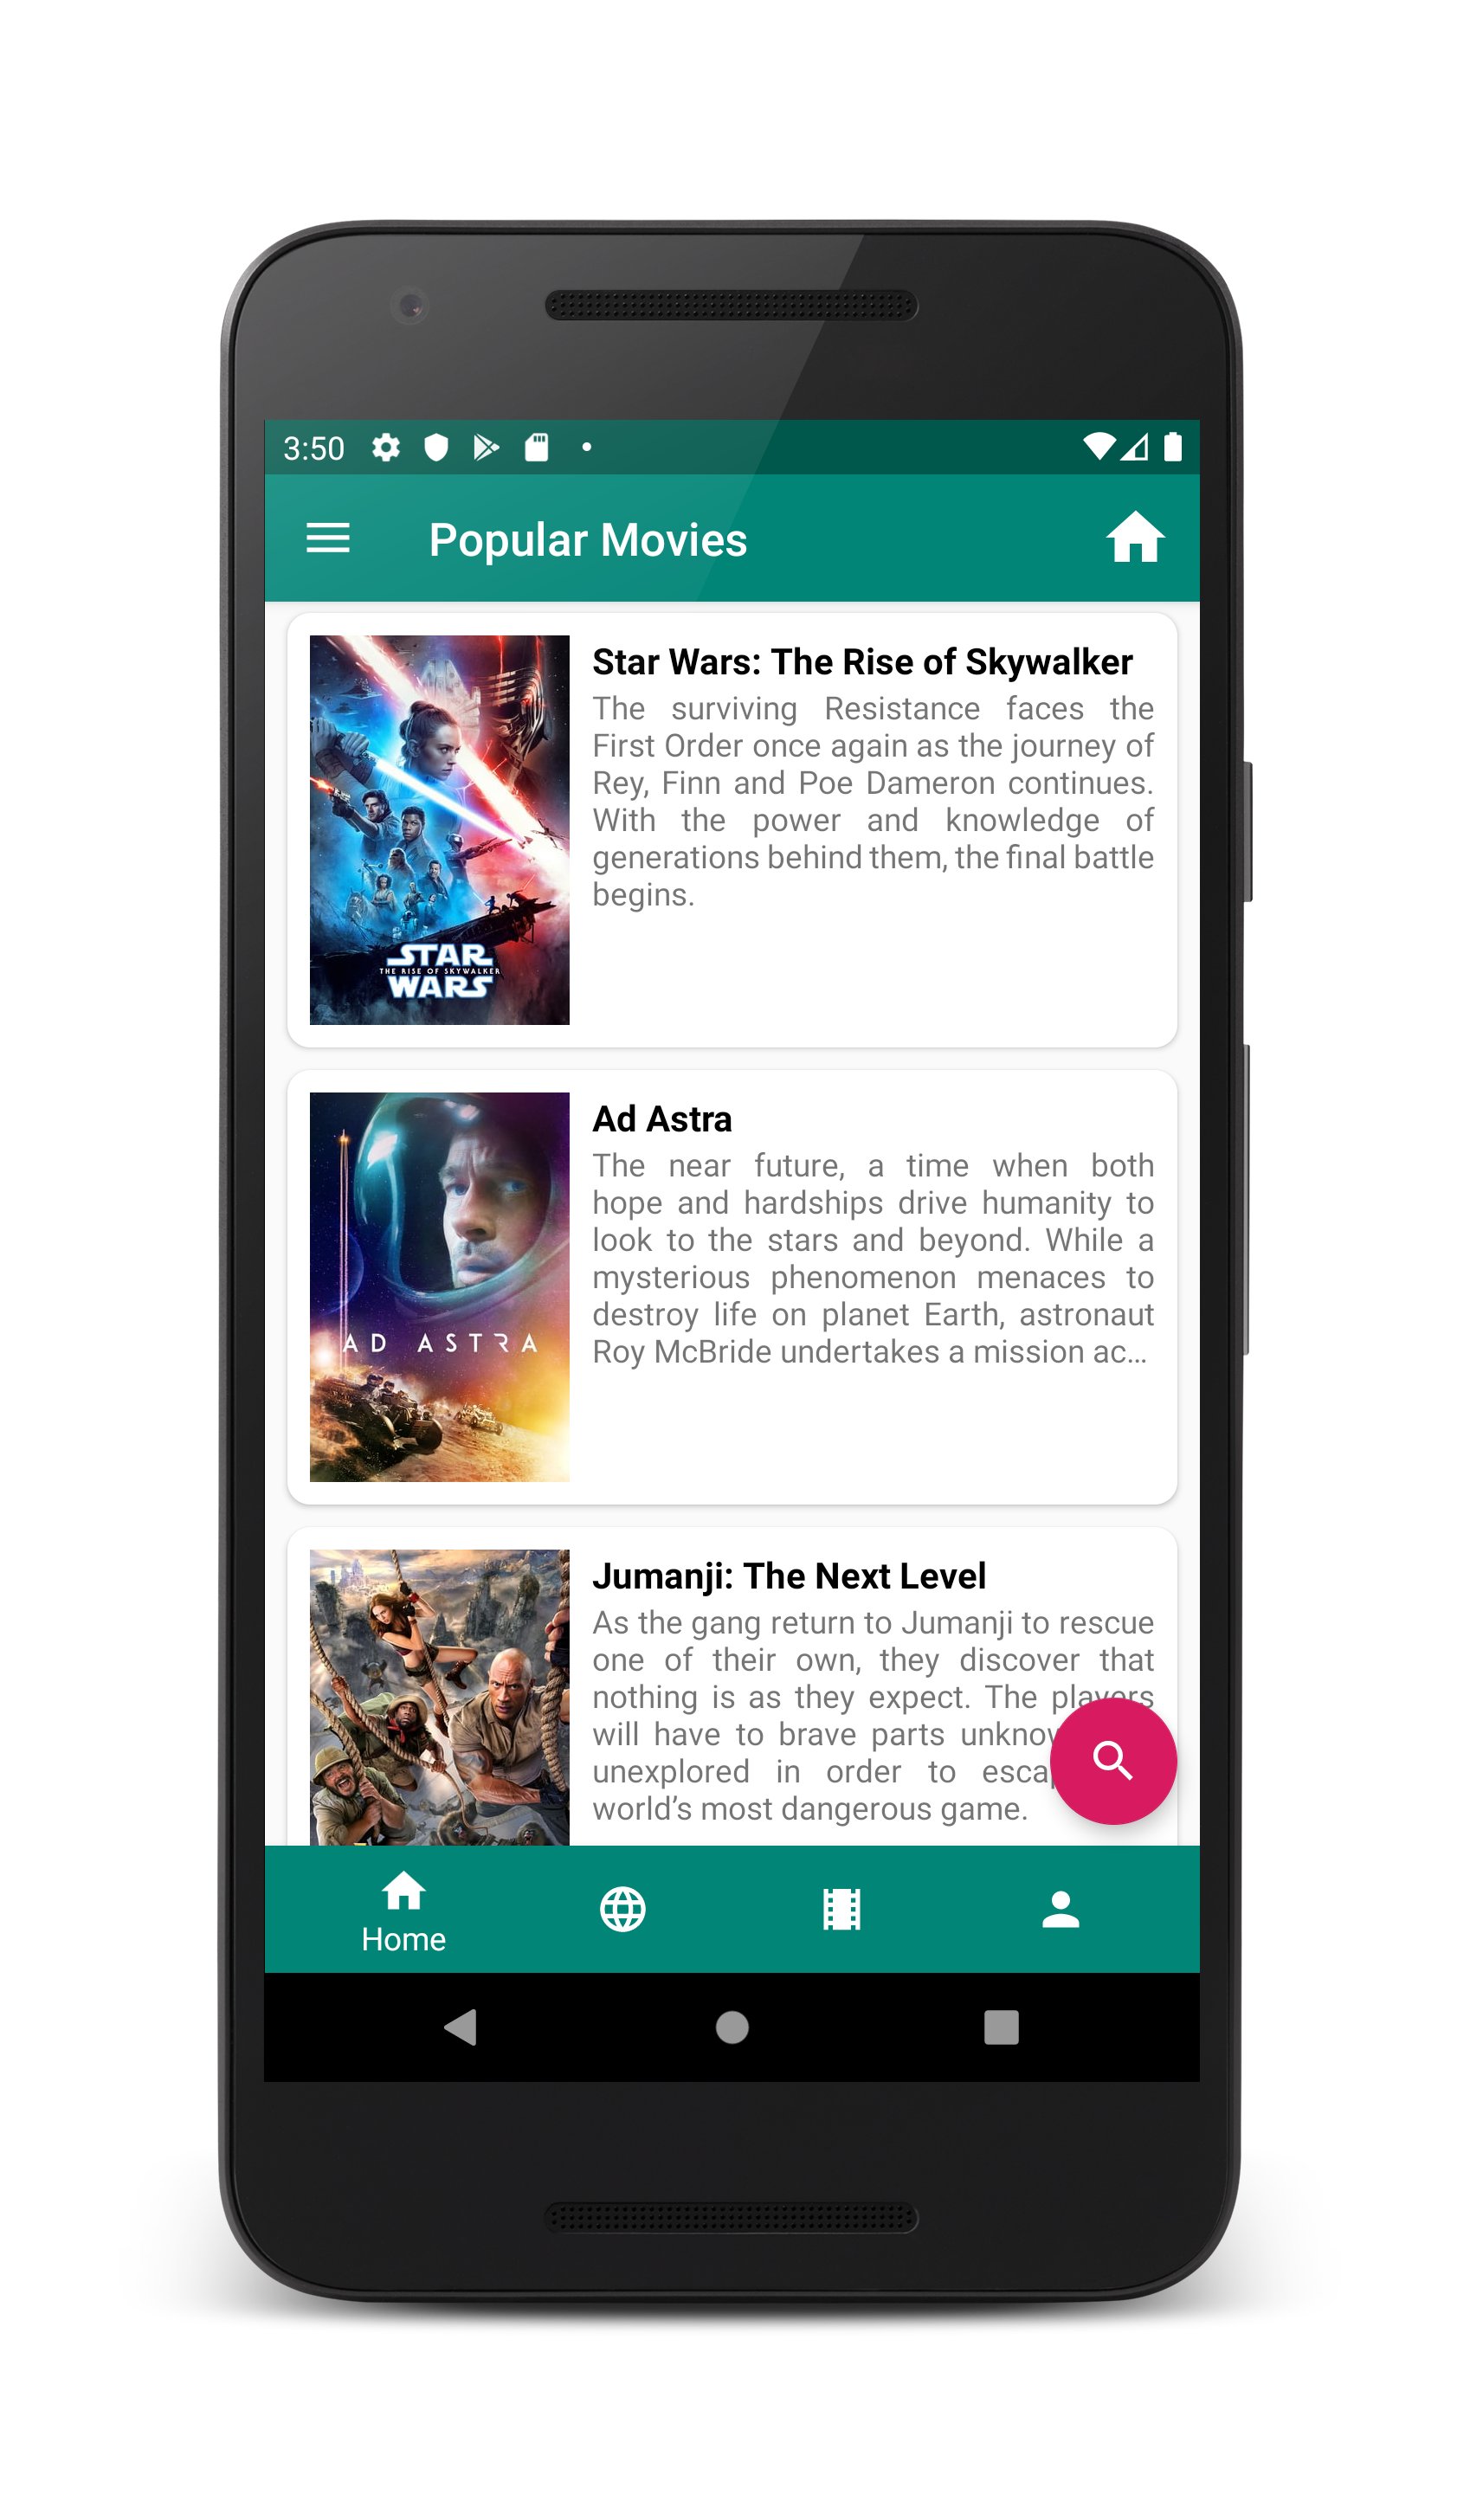 3:50
Popular Movies
Star Wars: The Rise of Skywalker
The surviving Resistance faces the
First Order once again as the journey of
Rey, Finn and Poe Dameron continues.
With the power and knowledge of
generations behind them, the final battle
begins.
STAR
THE RISE OF SKYWALKER
WARS
Ad Astra
The near future, a time when both
hope and hardships drive humanity to
look to the stars and beyond. While a
mysterious phenomenon menaces to
destroy life on planet Earth, astronaut
Roy McBride undertakes a mission ac...
AD ASTRA
Jumanji: The Next Level
As the gang return to Jumanji to rescue
one of their own, they discover that
nothing is as they expect. The players
will have to brave parts
unexplored in order to
world's most dangerous game.
Home